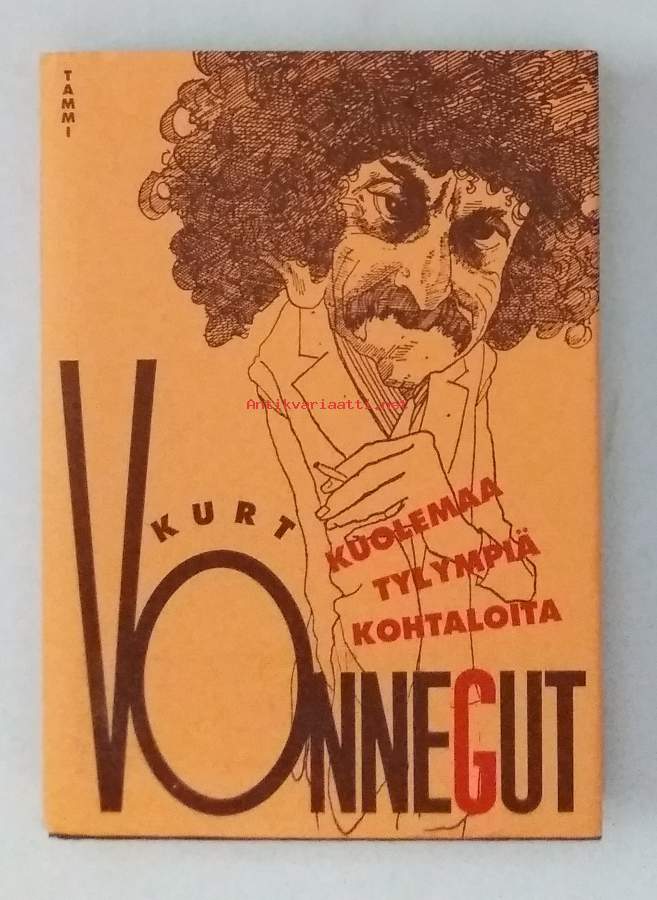 TAMMI
Antikvariaatti.net
KURT
KUOLEMAA
TYLYMPIÄ
KOHTALOITA
VONNEGUT